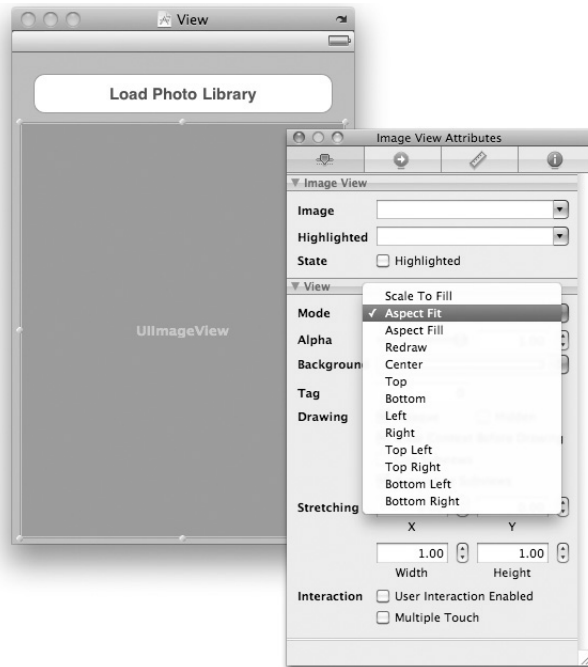 View
Load Photo Library
UIImageView
Image View Attributes
Image View
Image
Highlighted
State Highlighted
View
Mode
Scale To Fill
✓ Aspect Fit
Aspect Fill
Alpha
Redraw
Background
Center
Top
Tag
Bottom
Drawing
Left
Right
Top Left
Top Right
Bottom Left
Bottom Right
Stretching
X Y
1.00 1.00
Width Height
Interaction User Interaction Enabled
Multiple Touch